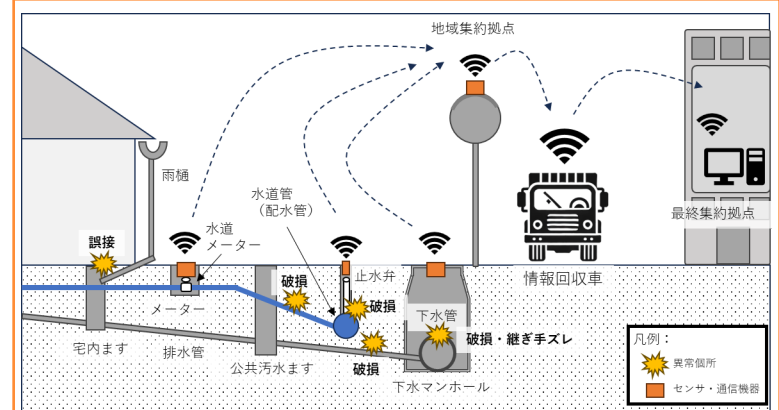 地域集約拠点
雨樋
水道管
（配水管）
水道
メーター
誤接
最終集約拠点
破損
止水弁
情報回収車
メーター
破損
下水管
破損・継ぎ手ズレ
宅内ます
排水管
公共汚水ます
破損
下水マンホール
凡例：
異常個所
センサ・通信機器